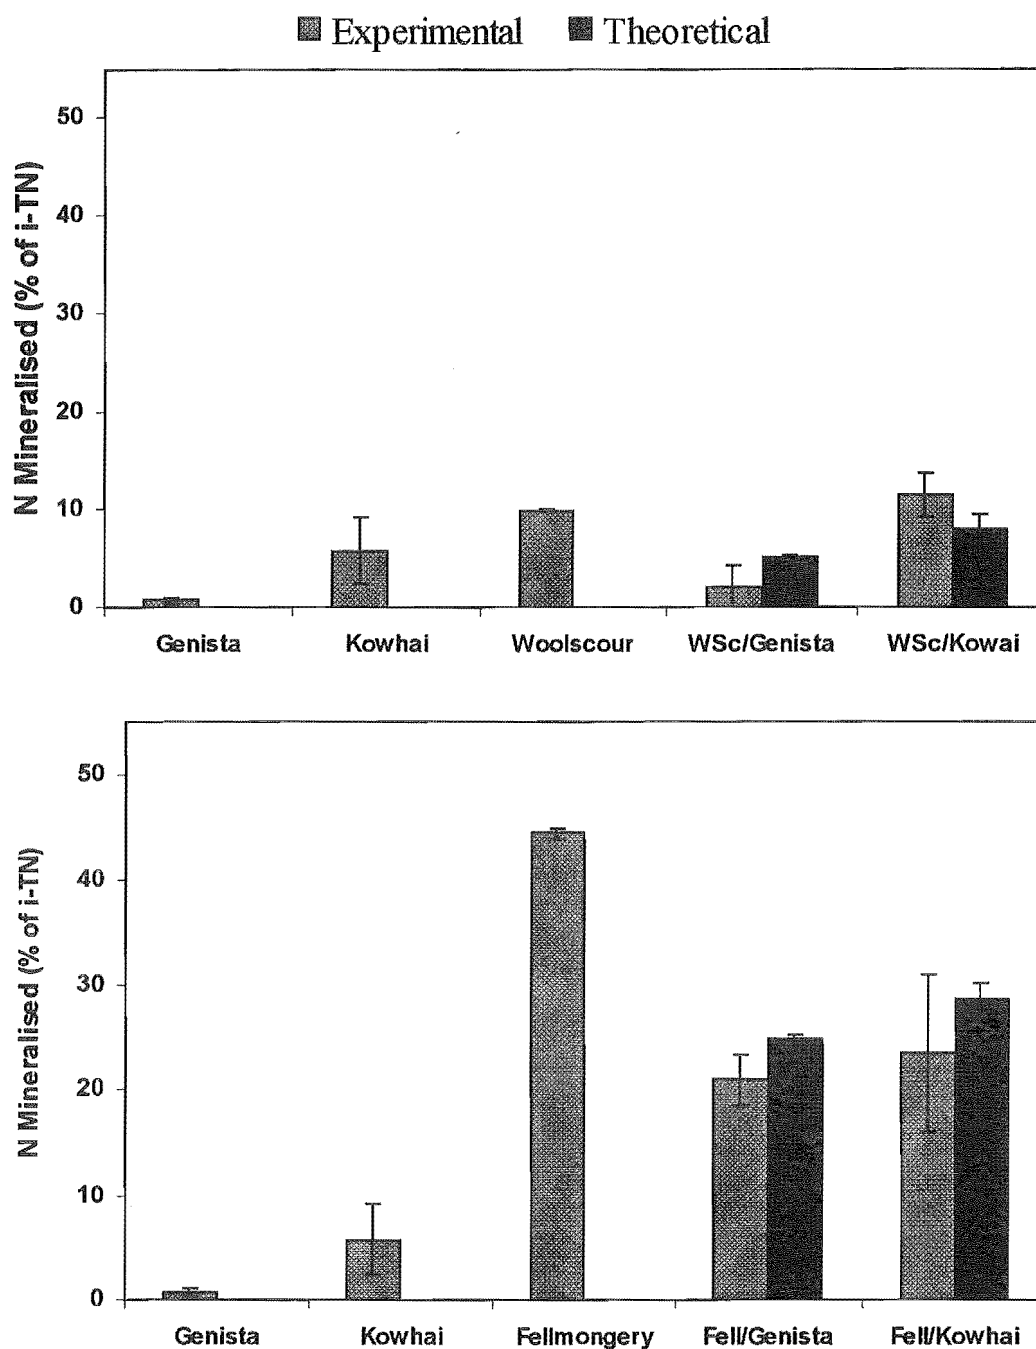 Experimental Theoretical
N Mineralised (% of i-TN)
50
40
30
20
10
0
Genista Kowhai Woolscour WSc/Genista WSc/Kowai
N Mineralised (% of i-TN)
50
40
30
20
10
0
Genista Kowhai Fellmongery Fell/Genista Fell/Kowhai